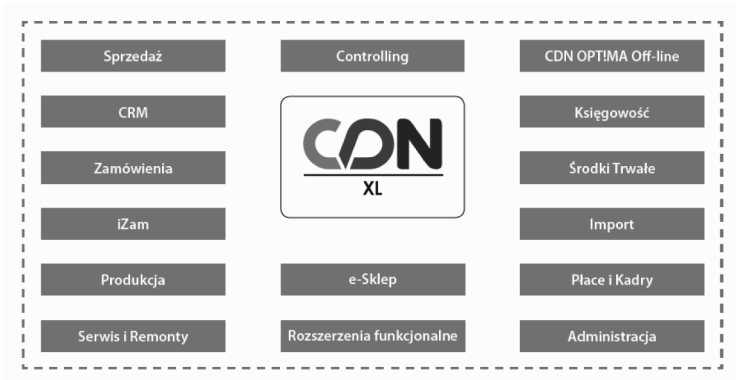 Sprzedaż
Controlling
CDN OPT!MA Off-line
CRM
Księgowość
CDN
XL
Zamówienia
Środki Trwałe
iZam
Import
Produkcja
e-Sklep
Płace i Kadry
Serwis i Remonty
Rozszerzenia funkcjonalne
Administracja